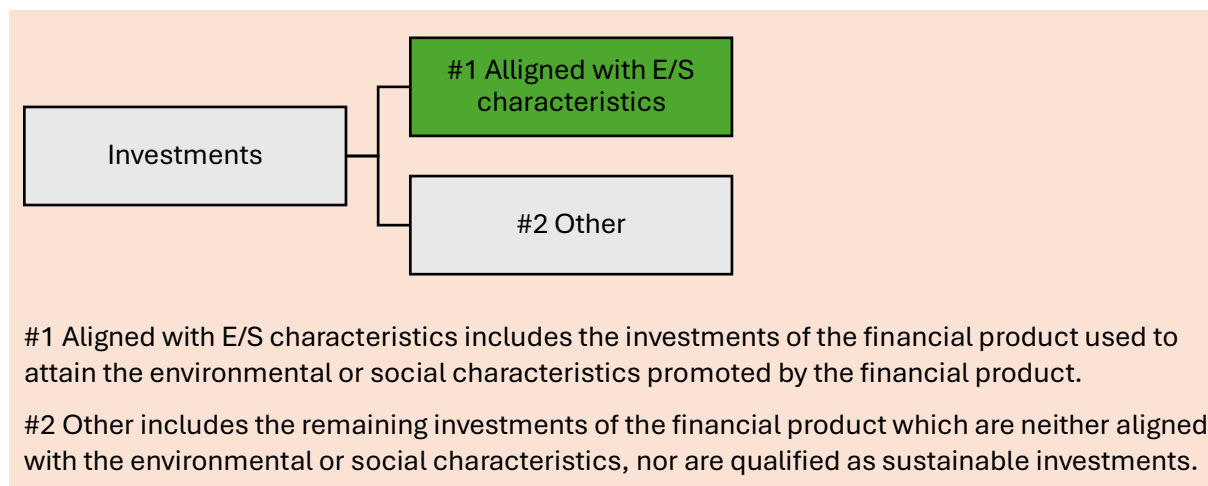 #1 Alligned with E/S
characteristics
Investments
#2 Other
#1 Aligned with E/S characteristics includes the investments of the financial product used to
attain the environmental or social characteristics promoted by the financial product.
#2 Other includes the remaining investments of the financial product which are neither aligned
with the environmental or social characteristics, nor are qualified as sustainable investments.